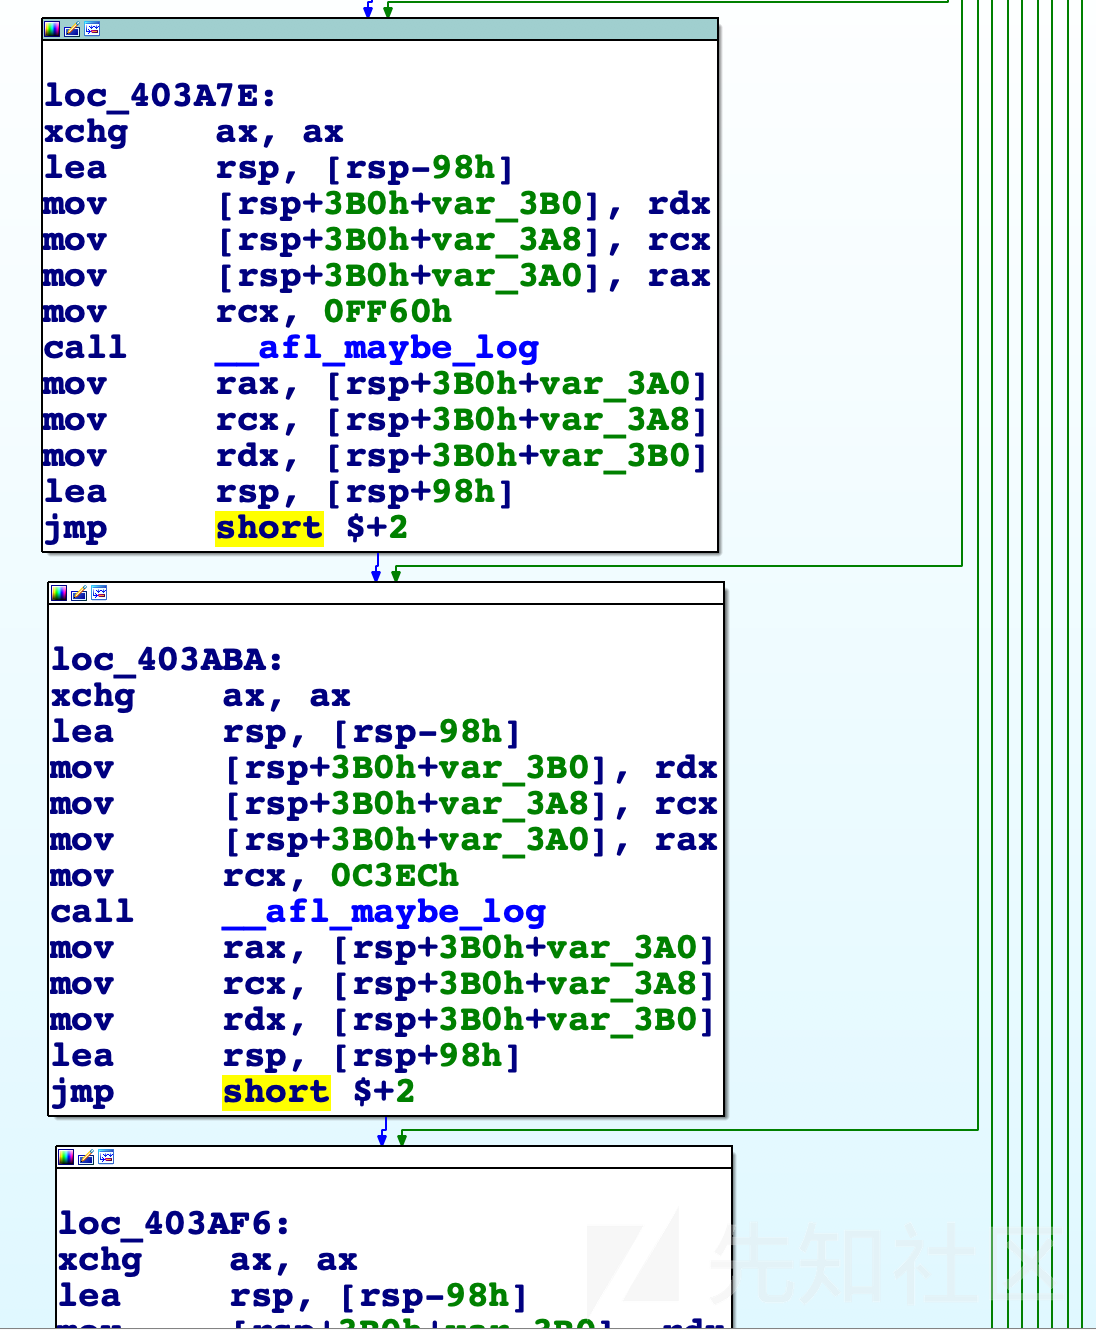 loc_403A7E:
xchg ax, ax
lea rsp, [rsp-98h]
mov [rsp+3B0h+var_3B0], rdx
mov [rsp+3B0h+var_3A8], rcx
mov [rsp+3B0h+var_3A0], rax
mov rcx, 0FF60h
call __afl_maybe_log
mov rax, [rsp+3B0h+var_3A0]
mov rcx, [rsp+3B0h+var_3A8]
mov rdx, [rsp+3B0h+var_3B0]
lea rsp, [rsp+98h]
jmp short $+2
loc_403ABA:
xchg ax, ax
lea rsp, [rsp-98h]
mov [rsp+3B0h+var_3B0], rdx
mov [rsp+3B0h+var_3A8], rcx
mov [rsp+3B0h+var_3A0], rax
mov rcx, 0C3ECh
call __afl_maybe_log
mov rax, [rsp+3B0h+var_3A0]
mov rcx, [rsp+3B0h+var_3A8]
mov rdx, [rsp+3B0h+var_3B0]
lea rsp, [rsp+98h]
jmp short $+2
loc_403AF6:
xchg ax, ax
lea rsp, [rsp-98h]
mov [rsp+3B0h+var_3B0], rdx
先知社区